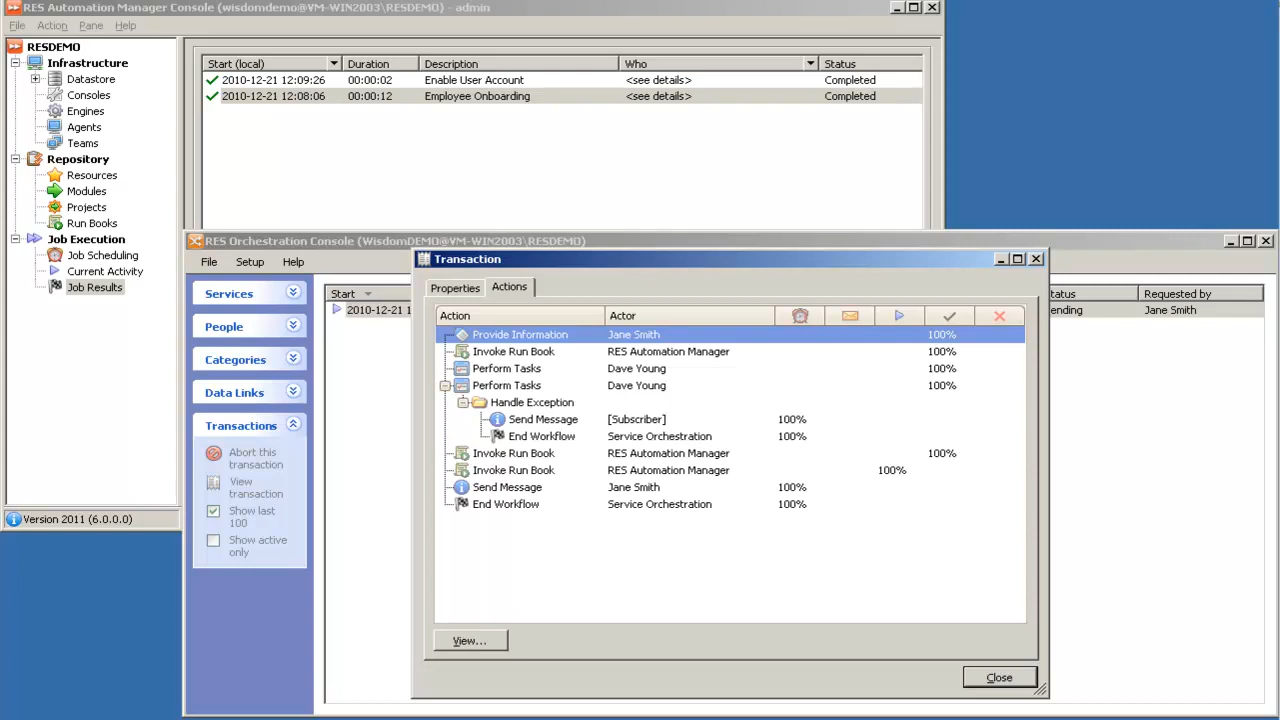 RES Automation Manager Console (wisdomdemo@VM-WIN2003\RESDEMO) - admin
File Action Pane Help
RESDEMO
Infrastructure
Datastore
Consoles
Engines
Agents
Teams
Repository
Resources
Modules
Projects
Run Books
Job Execution
Job Scheduling
Current Activity
Job Results
Version 2011 (6.0.0.0)
Start (local) Duration Description Who Status
2010-12-21 12:09:26 00:00:02 Enable User Account <see details> Completed
2010-12-21 12:08:06 00:00:12 Employee Onboarding <see details> Completed
RES Orchestration Console (WisdomDEMO@VM-WIN2003\RESDEMO)
File Setup Help
Services
People
Categories
Data Links
Transactions
Abort this
transaction
View
transaction
Show last
100
Show active
only
Start tatus Requested by
2010-12-21 1 ending Jane Smith
Transaction
Properties Actions
Action Actor
Provide Information Jane Smith 100%
Invoke Run Book RES Automation Manager 100%
Perform Tasks Dave Young 100%
Perform Tasks Dave Young 100%
Handle Exception
Send Message [Subscriber] 100%
End Workflow Service Orchestration 100%
Invoke Run Book RES Automation Manager 100%
Invoke Run Book RES Automation Manager 100%
Send Message Jane Smith 100%
End Workflow Service Orchestration 100%
View...
Close